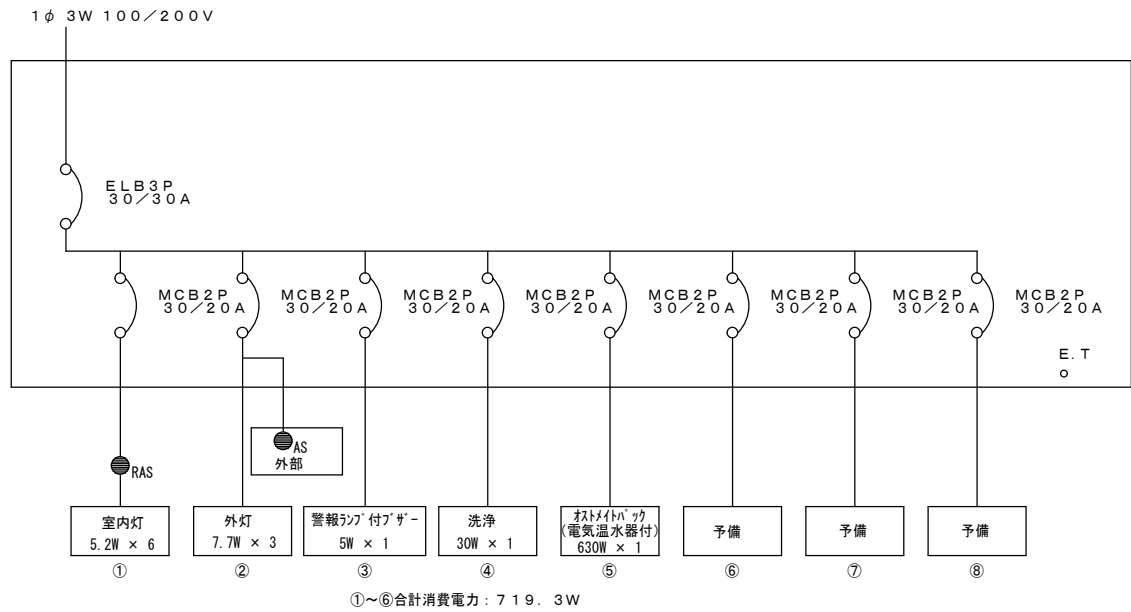 1φ 3W 100／200V
ELB3P
30／30A
MCB2P
30／20A
MCB2P
30／20A
MCB2P
30／20A
MCB2P
30／20A
MCB2P
30／20A
MCB2P
30／20A
MCB2P
30／20A
MCB2P
30／20A
E.T
AS
外部
RAS
室内灯
5.2W × 6
外灯
7.7W × 3
警報ﾗﾝﾌﾟ付ﾌﾞｻﾞｰ
5W × 1
洗浄
30W × 1
ｵｽﾄﾒｲﾄﾊﾟｯｸ
(電気温水器付)
630W × 1
予備
予備
予備
① ② ③ ④ ⑤ ⑥ ⑦ ⑧
①～⑥合計消費電力：719.3W